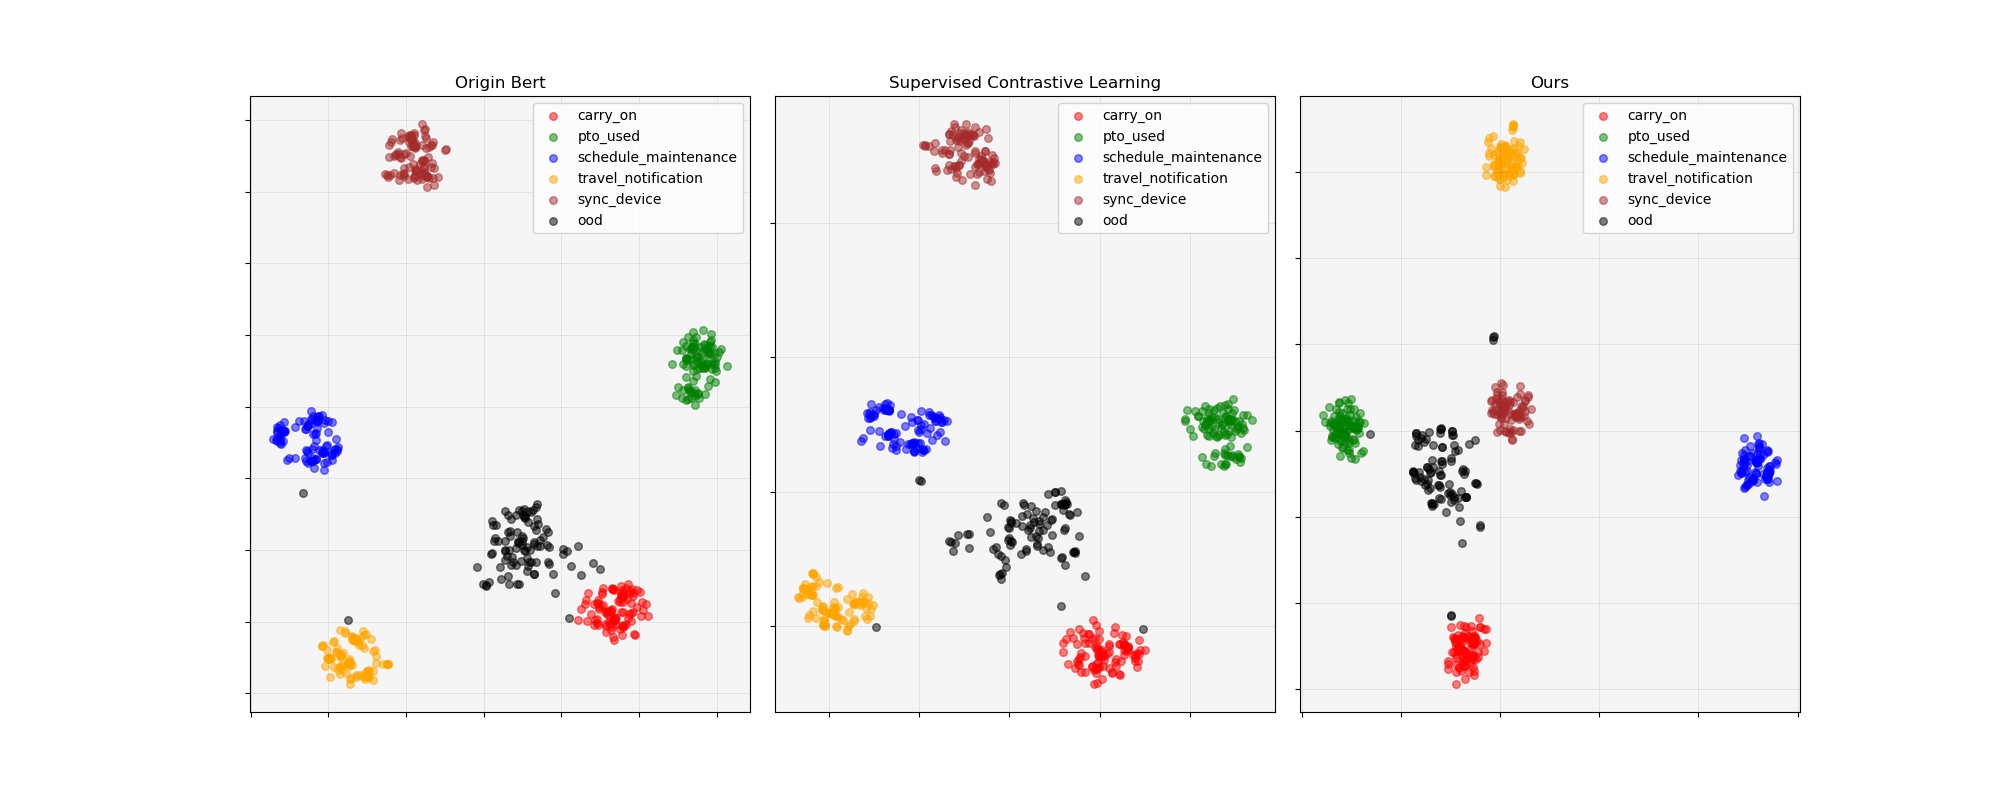 Origin Bert
carry_on
pto_used
schedule_maintenance
travel_notification
sync_device
ood
Supervised Contrastive Learning
carry_on
pto_used
schedule_maintenance
travel_notification
sync_device
ood
Ours
carry_on
pto_used
schedule_maintenance
travel_notification
sync_device
ood